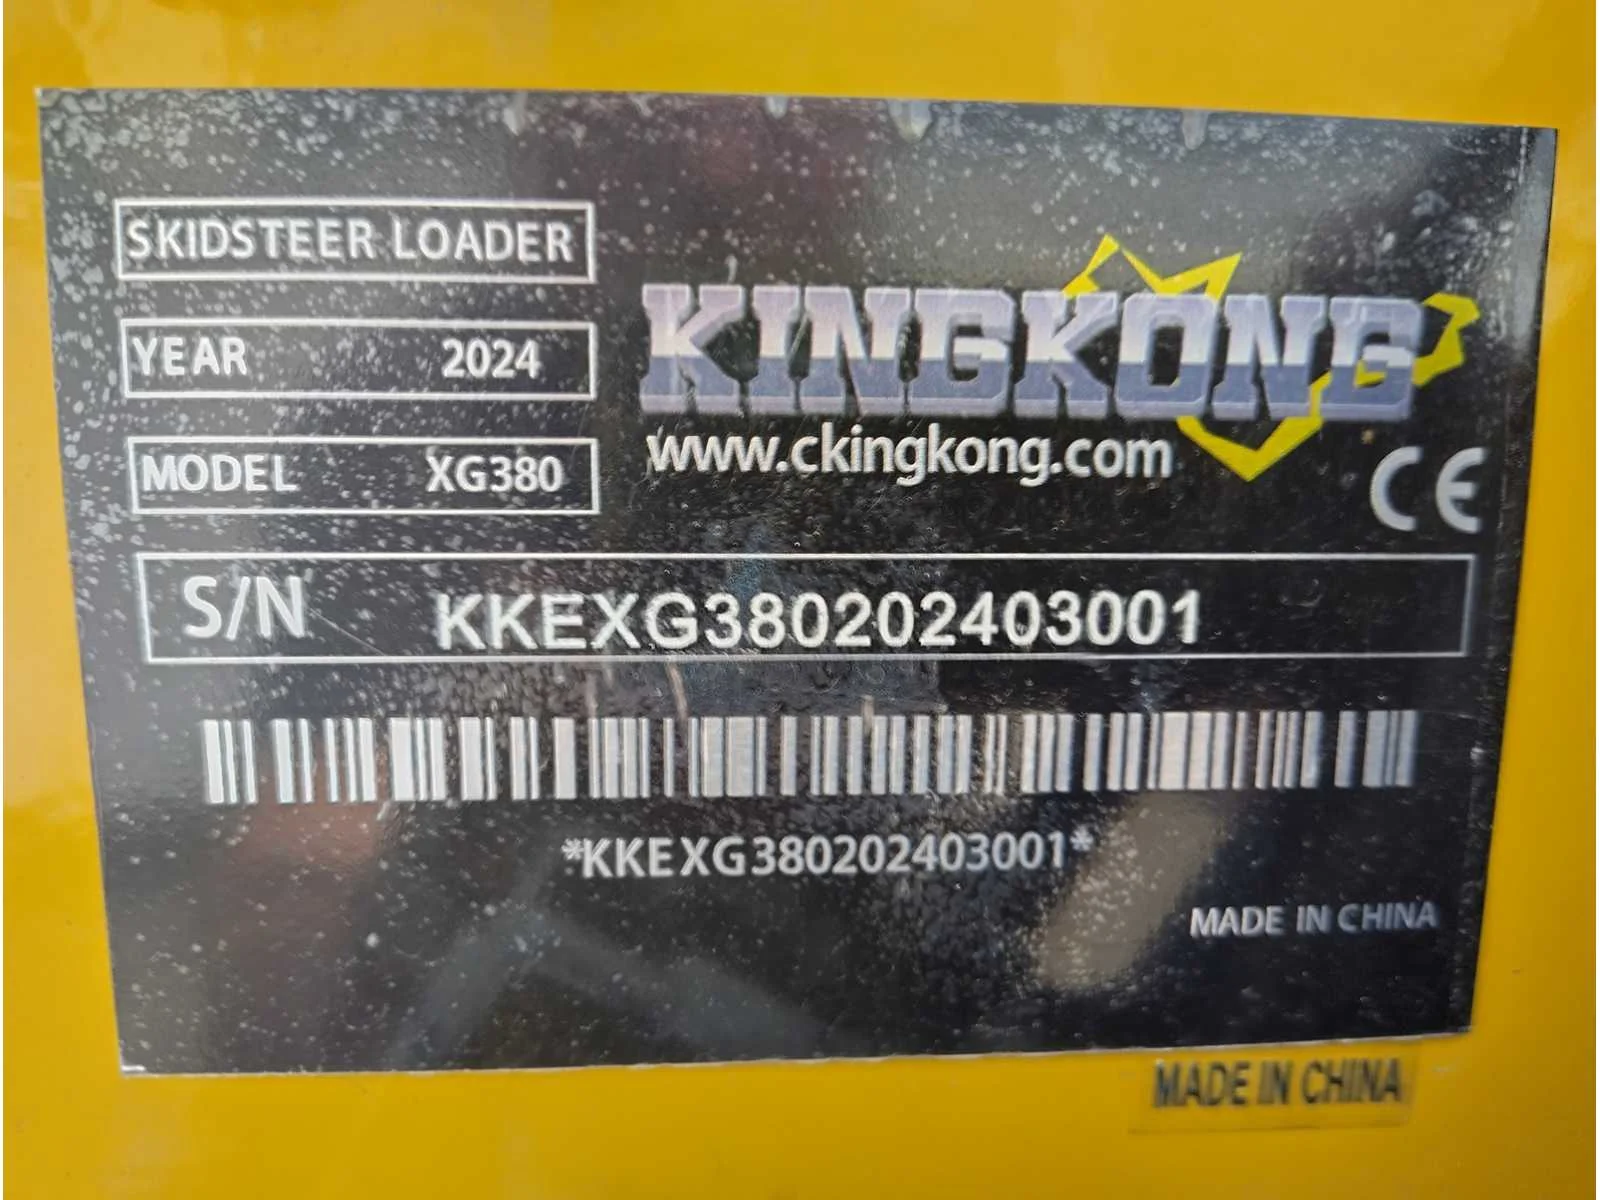 SKIDSTEER LOADER
YEAR 2024
MODEL XG380
KINGKONG
www.ckingkong.com
CE
S/N KKEXG380202403001
*KKEXG380202403001*
MADE IN CHINA
MADE IN CHINA